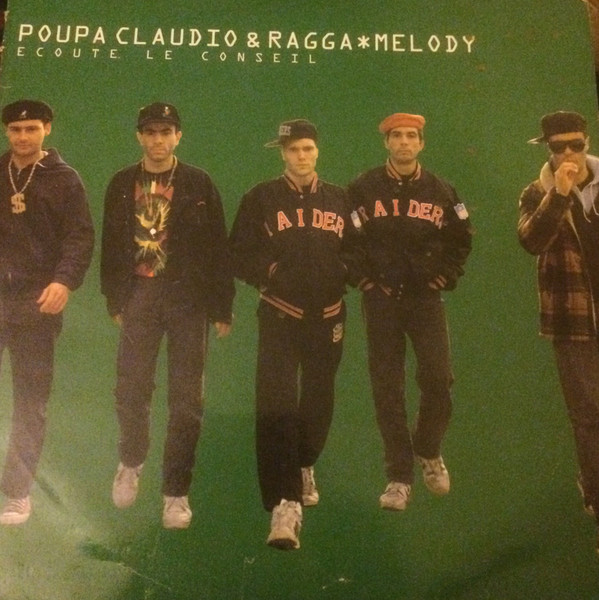 POUPA CLAUDIO & RAGGA*MELODY
ECOUTE LE CONSEIL
AIDER
AIDER
$